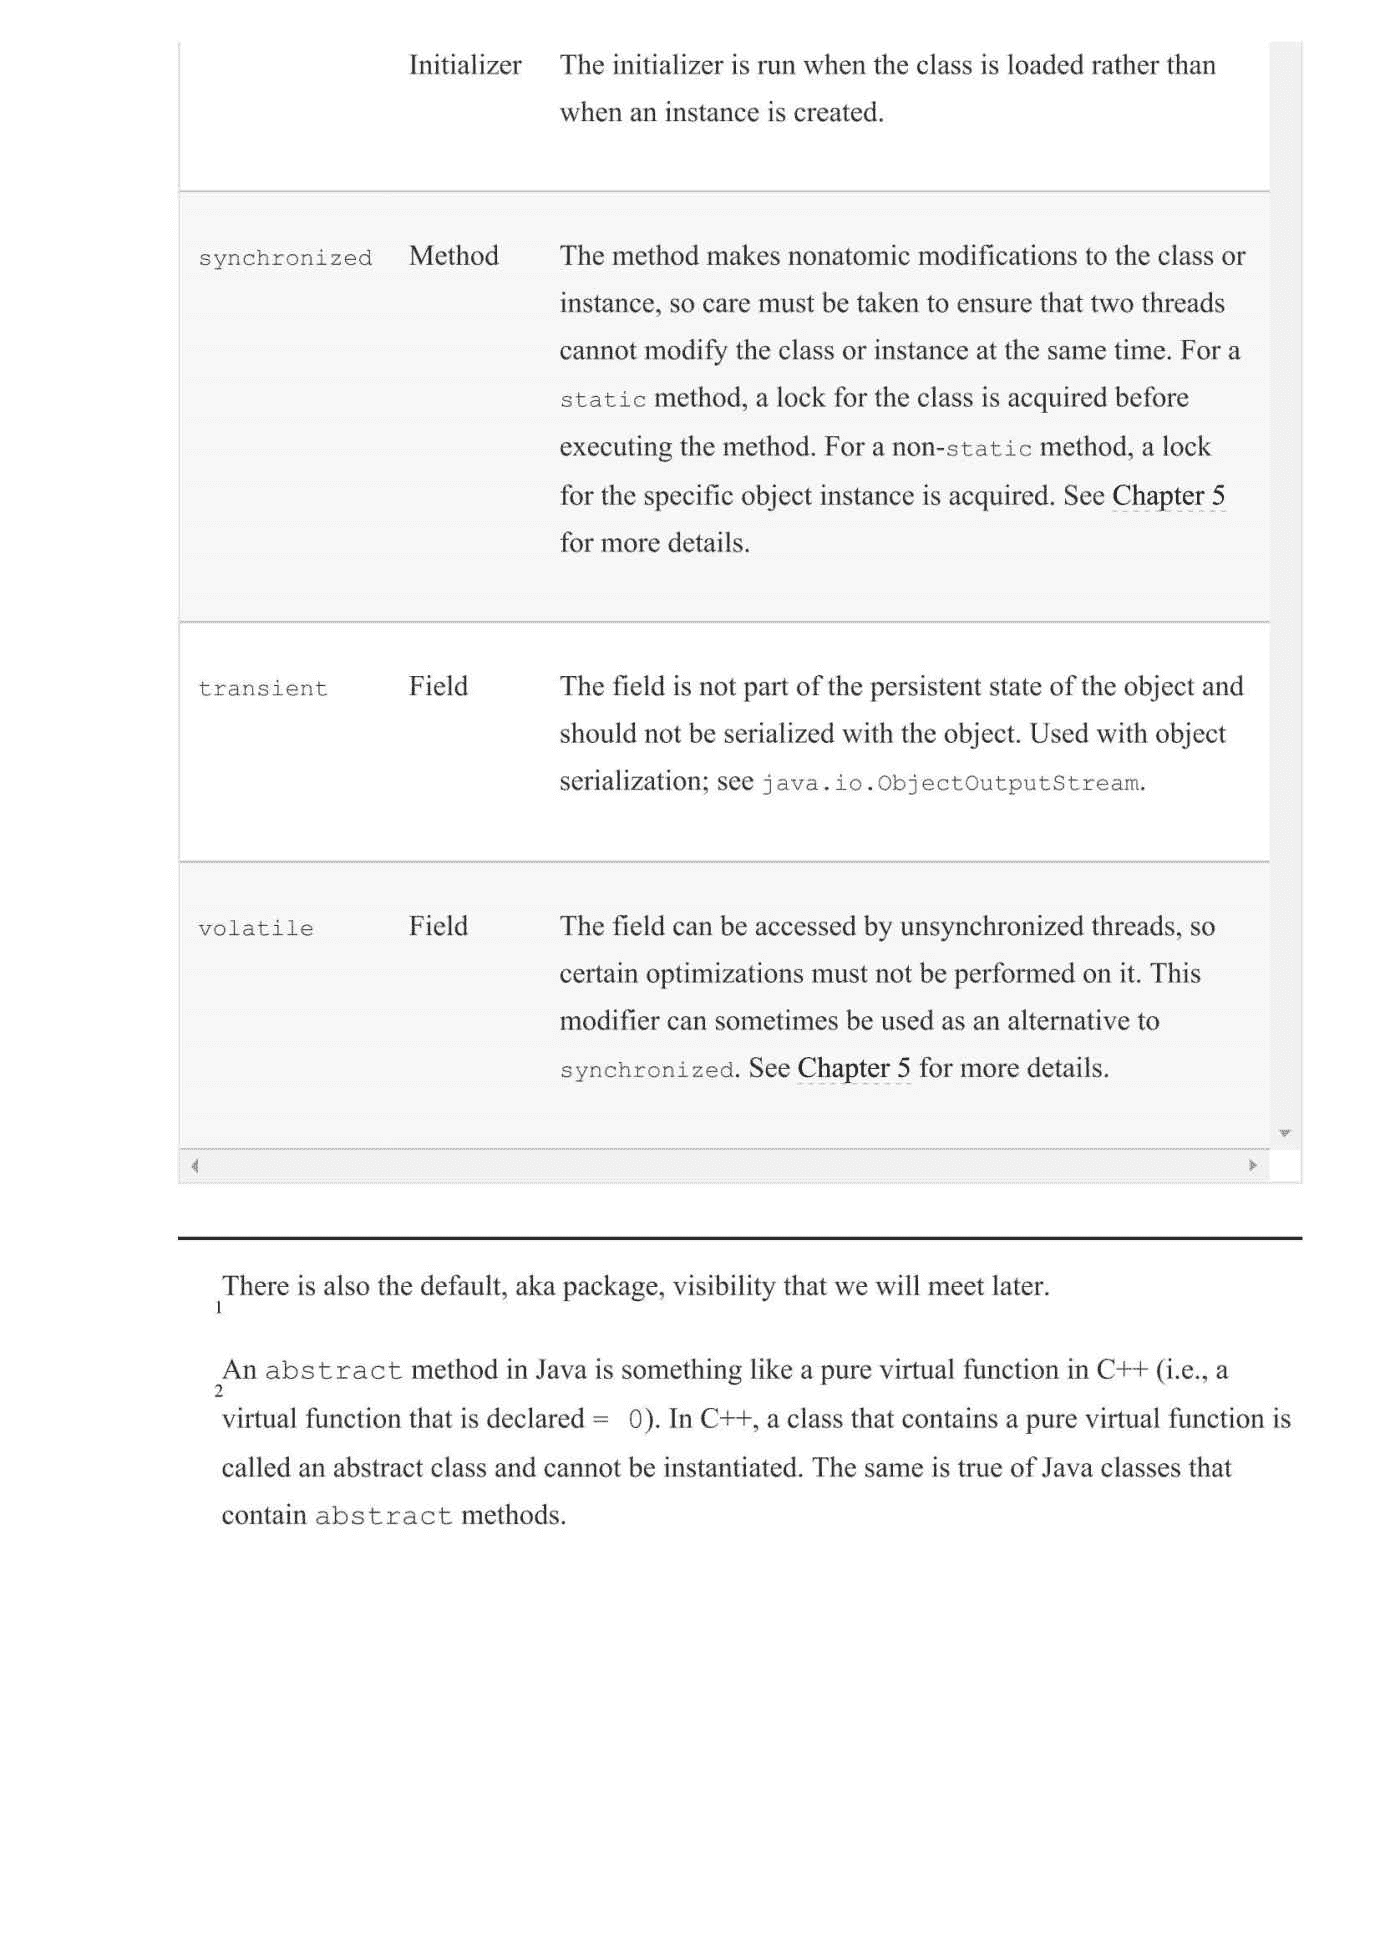 Initializer The initializer is run when the class is loaded rather than
when an instance is created.
synchronized Method The method makes nonatomic modifications to the class or
instance, so care must be taken to ensure that two threads
cannot modify the class or instance at the same time. For a
static method, a lock for the class is acquired before
executing the method. For a non-static method, a lock
for the specific object instance is acquired. See Chapter 5
for more details.
transient Field The field is not part of the persistent state of the object and
should not be serialized with the object. Used with object
serialization; see java.io.ObjectOutputStream.
volatile Field The field can be accessed by unsynchronized threads, so
certain optimizations must not be performed on it. This
modifier can sometimes be used as an alternative to
synchronized. See Chapter 5 for more details.
1 There is also the default, aka package, visibility that we will meet later.
2 An abstract method in Java is something like a pure virtual function in C++ (i.e., a
virtual function that is declared = 0). In C++, a class that contains a pure virtual function is
called an abstract class and cannot be instantiated. The same is true of Java classes that
contain abstract methods.